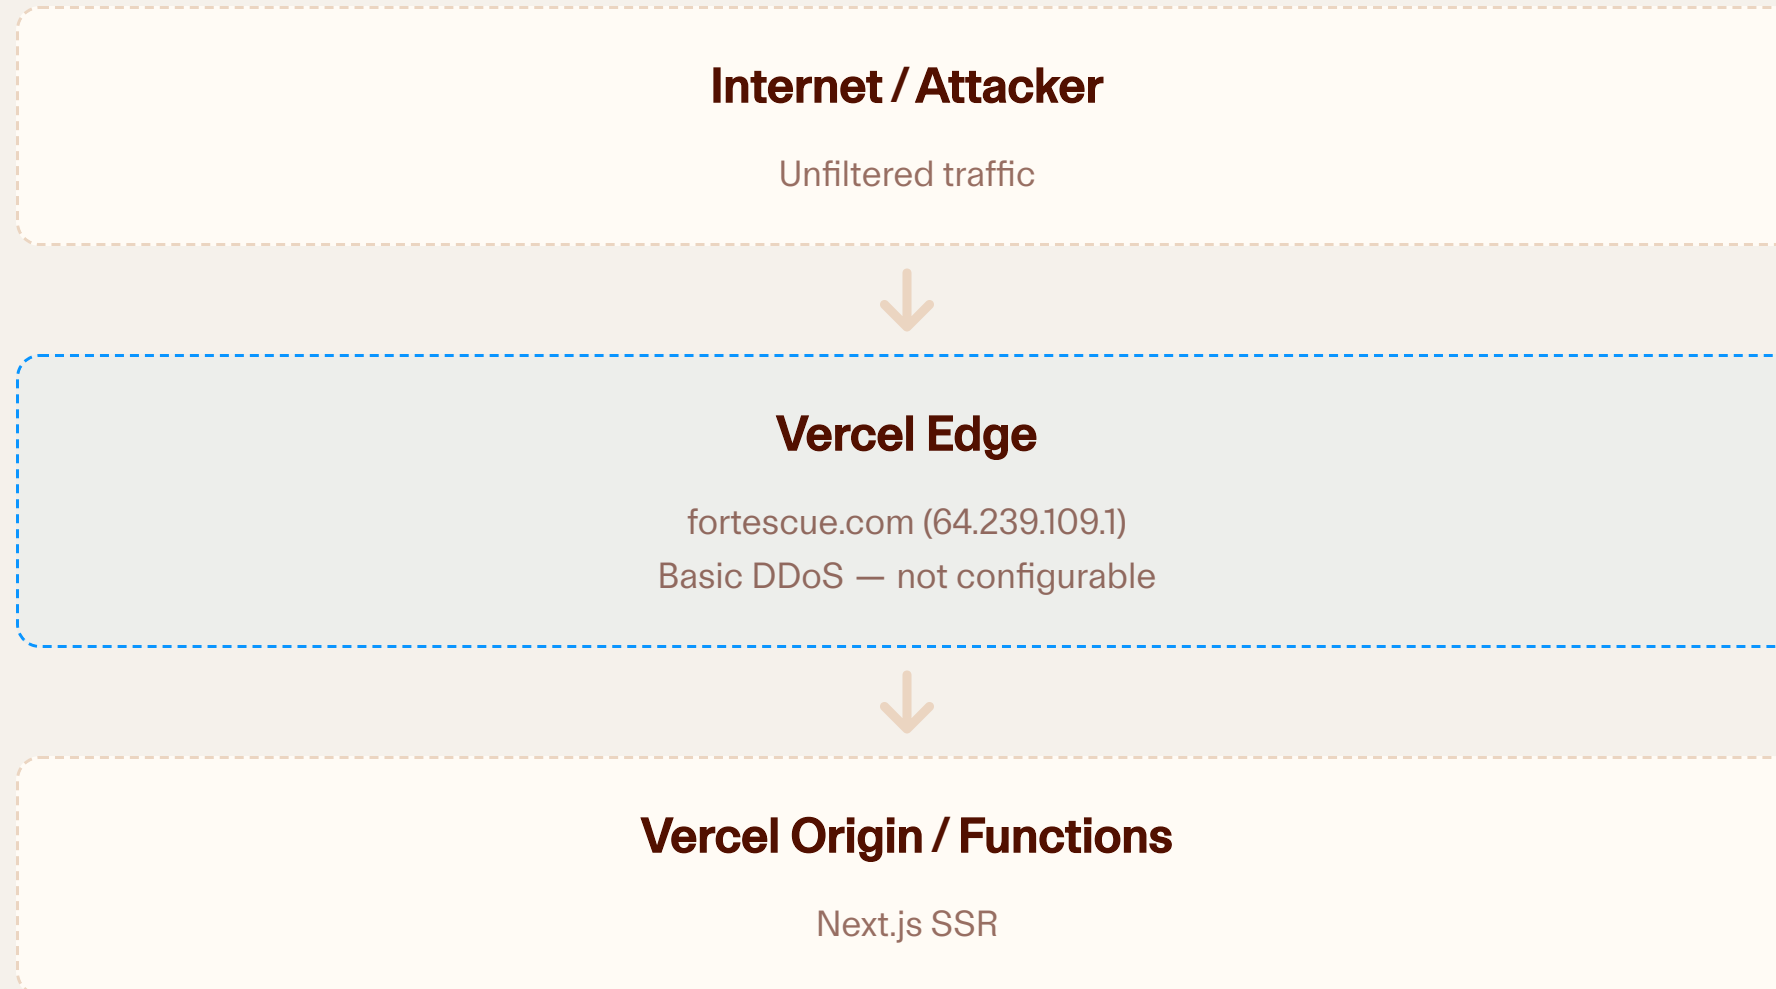 Internet / Attacker
Unfiltered traffic
Vercel Edge
fortescue.com (64.239.109.1)
Basic DDoS — not configurable
Vercel Origin / Functions
Next.js SSR